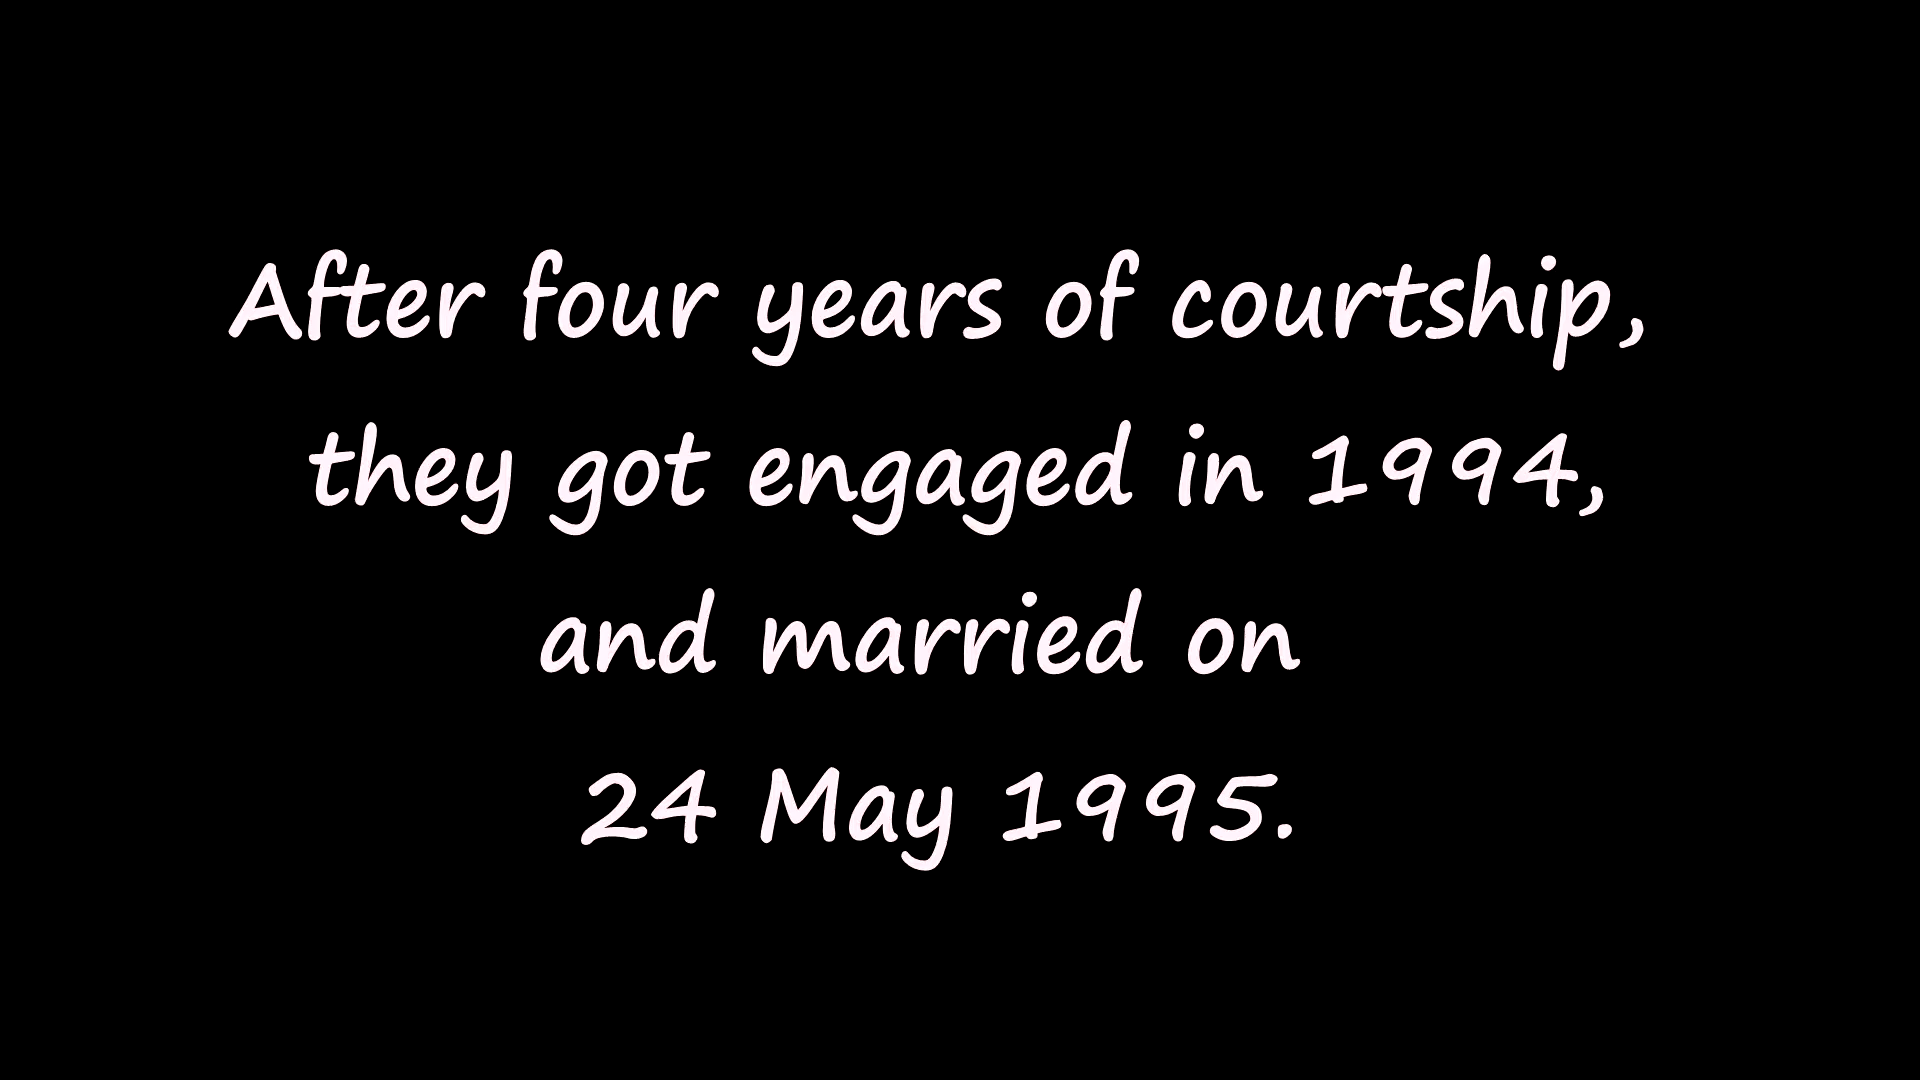 After four years of courtship,
they got engaged in 1994,
and married on
24 May 1995.